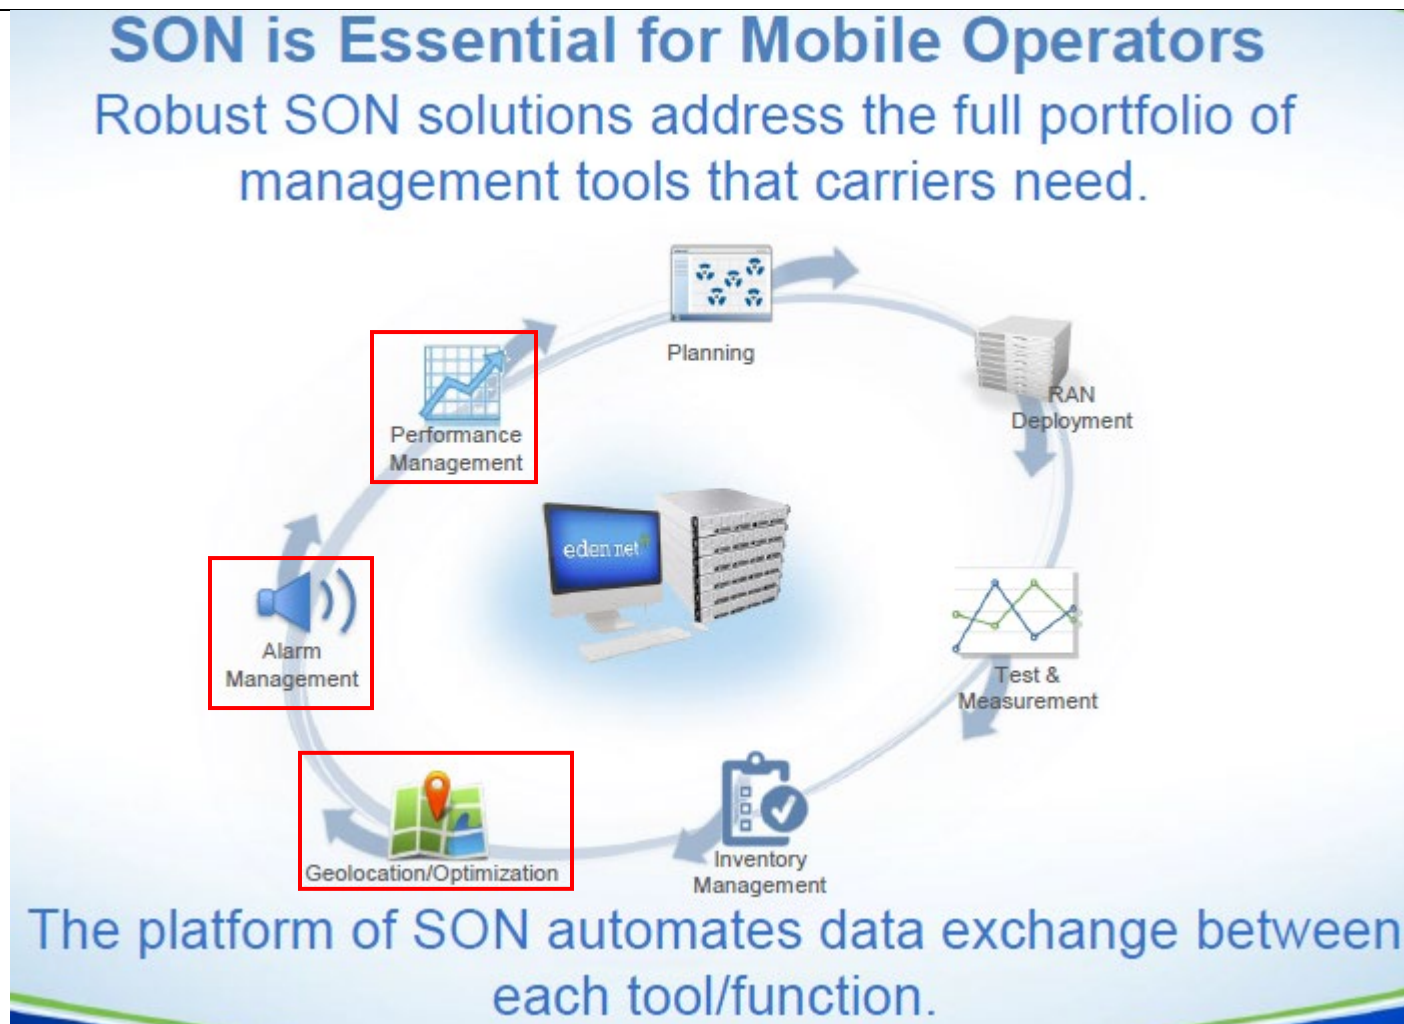 SON is Essential for Mobile Operators
Robust SON solutions address the full portfolio of
management tools that carriers need.
Planning
RAN
Deployment
Performance
Management
eden net
Alarm
Management
Test &
Measurement
Geolocation/Optimization
Inventory
Management
The platform of SON automates data exchange between
each tool/function.